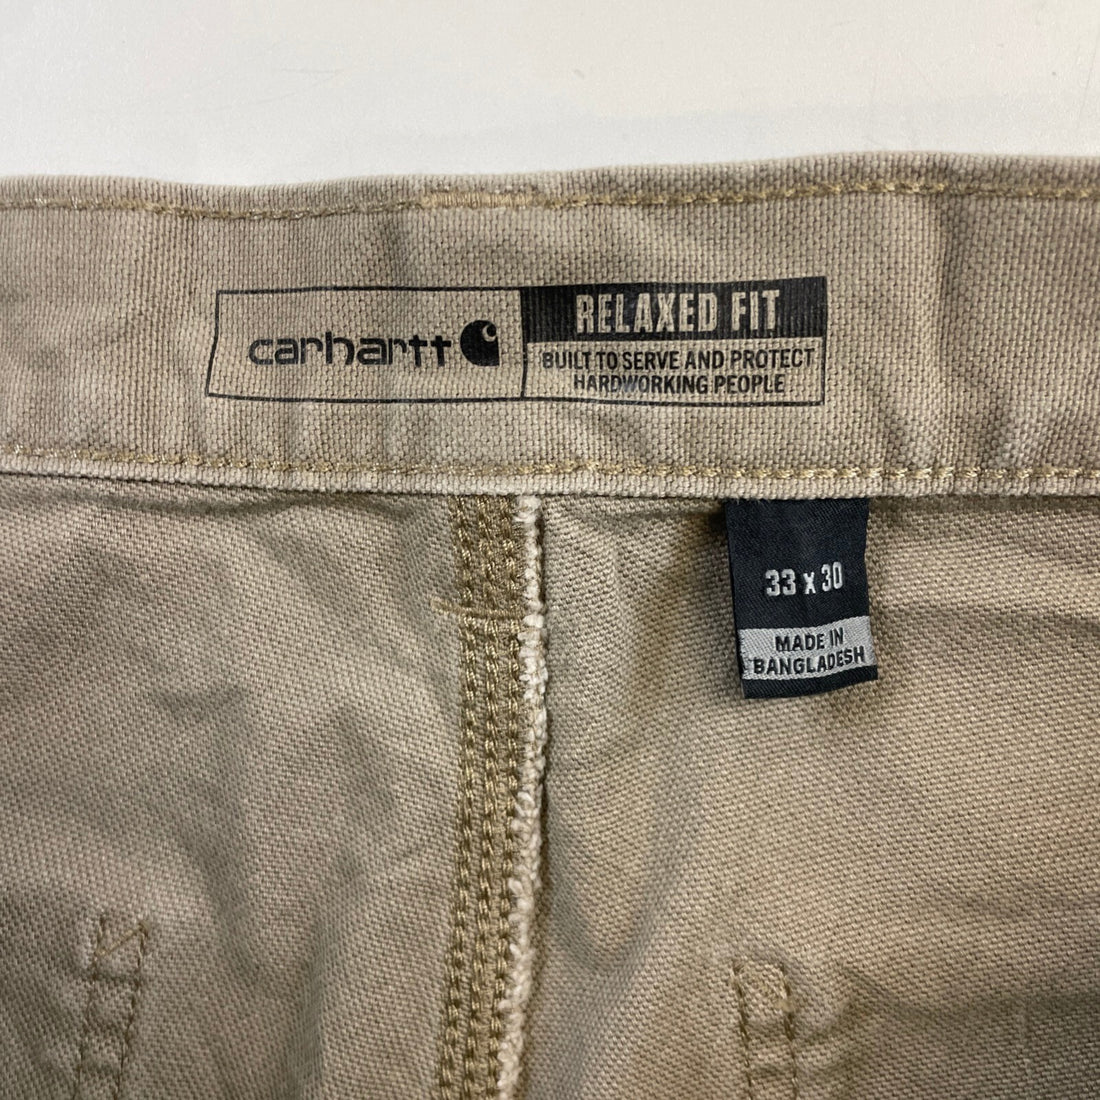 carhartt
RELAXED FIT
BUILT TO SERVE AND PROTECT
HARDWORKING PEOPLE
33 x 30
MADE IN
BANGLADESH